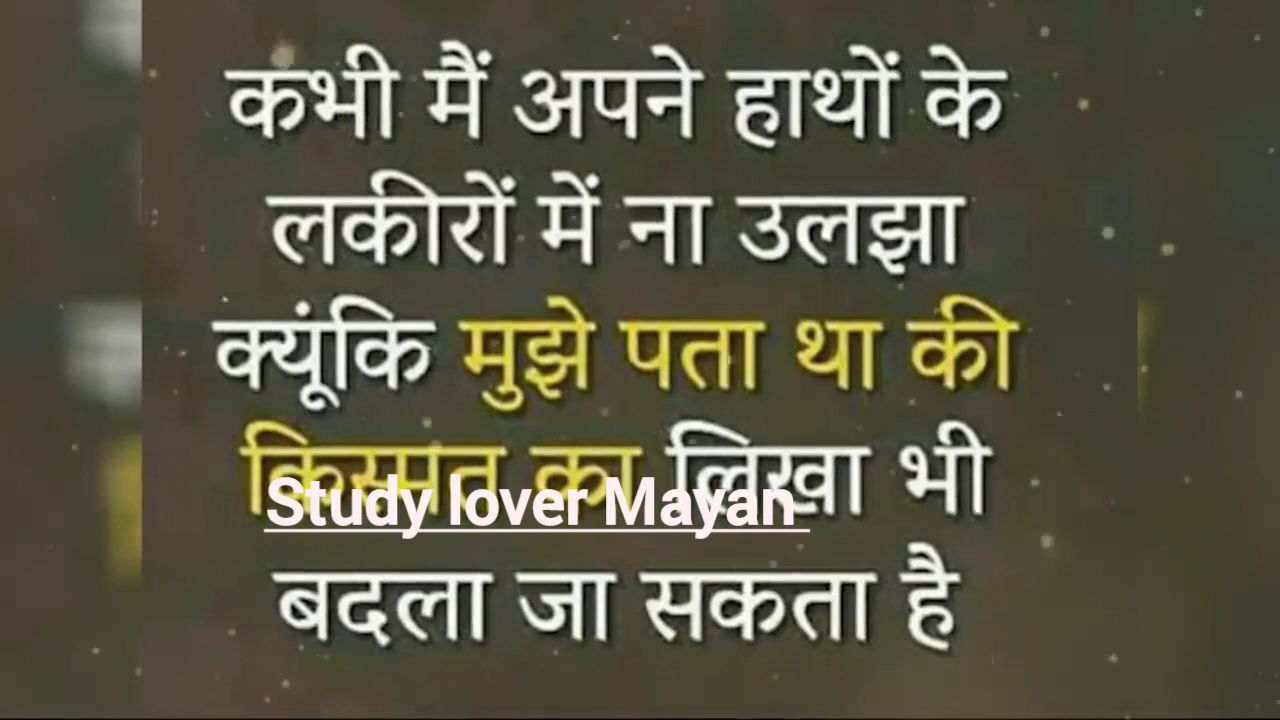 कभी मैं अपने हाथों के
लकीरों में ना उलझा
क्यूंकि मुझे पता था की
किस्मत का लिखा भी
Study lover Mayan
बदला जा सकता है